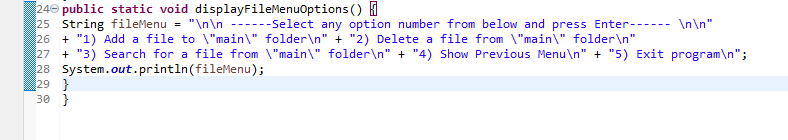 24 public static void displayFileMenuOptions() {
25 String fileMenu = "\n\n ------Select any option number from below and press Enter------ \n\n"
26 + "1) Add a file to \"main\" folder\n" + "2) Delete a file from \"main\" folder\n"
27 + "3) Search for a file from \"main\" folder\n" + "4) Show Previous Menu\n" + "5) Exit program\n";
28 System.out.println(fileMenu);
29 }
30 }